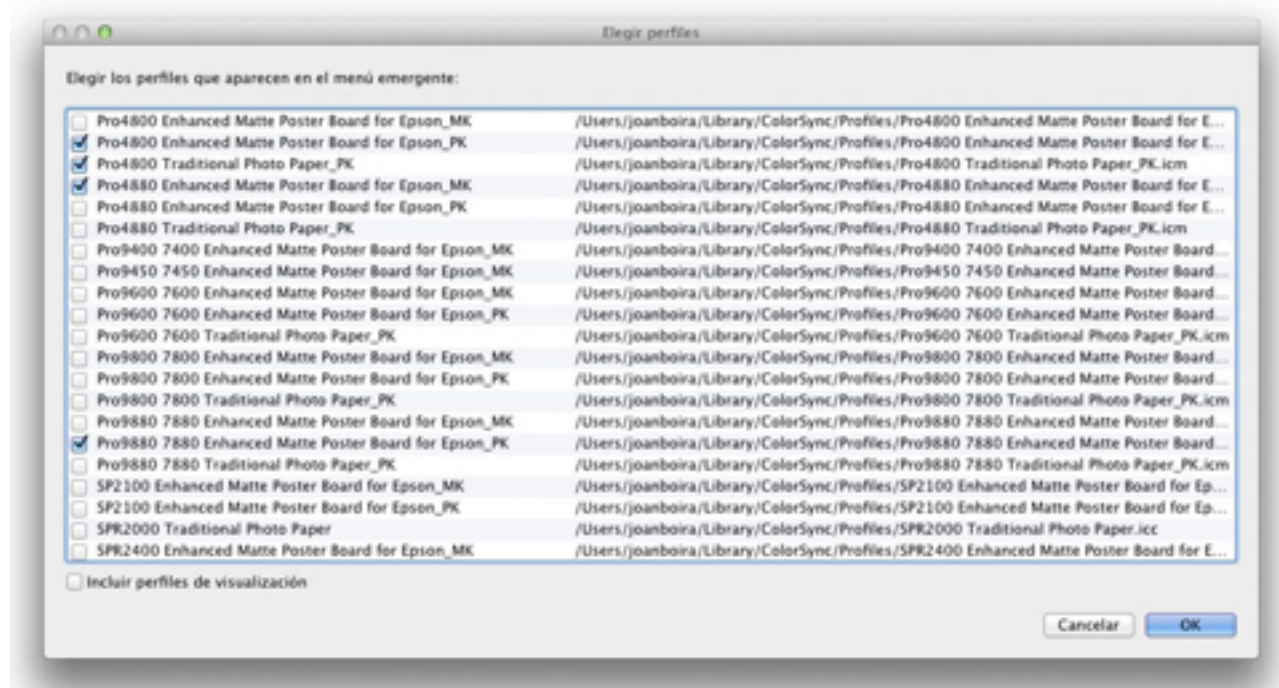 Elegir perfiles
Elegir los perfiles que aparecen en el menú emergente:
Pro4800 Enhanced Matte Poster Board for Epson_MK /Users/joanboira/Library/ColorSync/Profiles/Pro4800 Enhanced Matte Poster Board for E...
Pro4800 Enhanced Matte Poster Board for Epson_PK /Users/joanboira/Library/ColorSync/Profiles/Pro4800 Enhanced Matte Poster Board for E...
Pro4800 Traditional Photo Paper_PK /Users/joanboira/Library/ColorSync/Profiles/Pro4800 Traditional Photo Paper_PK.icm
Pro4880 Enhanced Matte Poster Board for Epson_MK /Users/joanboira/Library/ColorSync/Profiles/Pro4880 Enhanced Matte Poster Board for E...
Pro4880 Enhanced Matte Poster Board for Epson_PK /Users/joanboira/Library/ColorSync/Profiles/Pro4880 Enhanced Matte Poster Board for E...
Pro4880 Traditional Photo Paper_PK /Users/joanboira/Library/ColorSync/Profiles/Pro4880 Traditional Photo Paper_PK.icm
Pro9400 7400 Enhanced Matte Poster Board for Epson_MK /Users/joanboira/Library/ColorSync/Profiles/Pro9400 7400 Enhanced Matte Poster Board...
Pro9450 7450 Enhanced Matte Poster Board for Epson_MK /Users/joanboira/Library/ColorSync/Profiles/Pro9450 7450 Enhanced Matte Poster Board...
Pro9600 7600 Enhanced Matte Poster Board for Epson_MK /Users/joanboira/Library/ColorSync/Profiles/Pro9600 7600 Enhanced Matte Poster Board...
Pro9600 7600 Enhanced Matte Poster Board for Epson_PK /Users/joanboira/Library/ColorSync/Profiles/Pro9600 7600 Enhanced Matte Poster Board...
Pro9600 7600 Traditional Photo Paper_PK /Users/joanboira/Library/ColorSync/Profiles/Pro9600 7600 Traditional Photo Paper_PK.icm
Pro9800 7800 Enhanced Matte Poster Board for Epson_MK /Users/joanboira/Library/ColorSync/Profiles/Pro9800 7800 Enhanced Matte Poster Board...
Pro9800 7800 Enhanced Matte Poster Board for Epson_PK /Users/joanboira/Library/ColorSync/Profiles/Pro9800 7800 Enhanced Matte Poster Board...
Pro9800 7800 Traditional Photo Paper_PK /Users/joanboira/Library/ColorSync/Profiles/Pro9800 7800 Traditional Photo Paper_PK.icm
Pro9880 7880 Enhanced Matte Poster Board for Epson_MK /Users/joanboira/Library/ColorSync/Profiles/Pro9880 7880 Enhanced Matte Poster Board...
Pro9880 7880 Enhanced Matte Poster Board for Epson_PK /Users/joanboira/Library/ColorSync/Profiles/Pro9880 7880 Enhanced Matte Poster Board...
Pro9880 7880 Traditional Photo Paper_PK /Users/joanboira/Library/ColorSync/Profiles/Pro9880 7880 Traditional Photo Paper_PK.icm
SP2100 Enhanced Matte Poster Board for Epson_MK /Users/joanboira/Library/ColorSync/Profiles/SP2100 Enhanced Matte Poster Board for Ep...
SP2100 Enhanced Matte Poster Board for Epson_PK /Users/joanboira/Library/ColorSync/Profiles/SP2100 Enhanced Matte Poster Board for Ep...
SPR2000 Traditional Photo Paper /Users/joanboira/Library/ColorSync/Profiles/SPR2000 Traditional Photo Paper.icc
SPR2400 Enhanced Matte Poster Board for Epson_MK /Users/joanboira/Library/ColorSync/Profiles/SPR2400 Enhanced Matte Poster Board for E...
Incluir perfiles de visualización
Cancelar OK